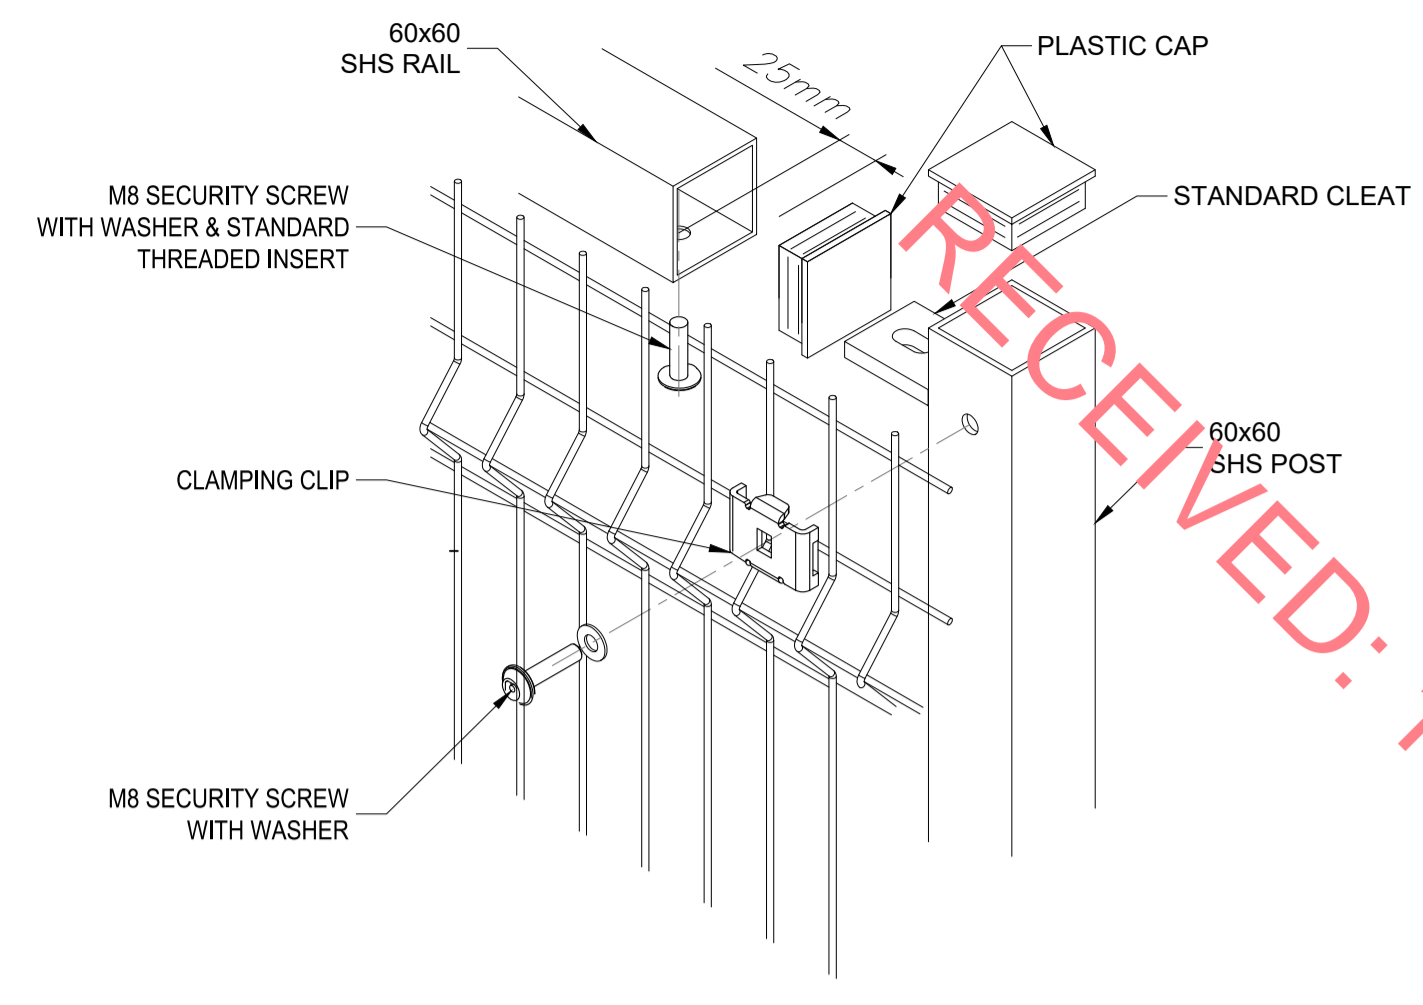 60x60
SHS RAIL
25mm
PLASTIC CAP
M8 SECURITY SCREW
WITH WASHER & STANDARD
THREADED INSERT
STANDARD CLEAT
RECEIVED:
60x60
SHS POST
CLAMPING CLIP
M8 SECURITY SCREW
WITH WASHER